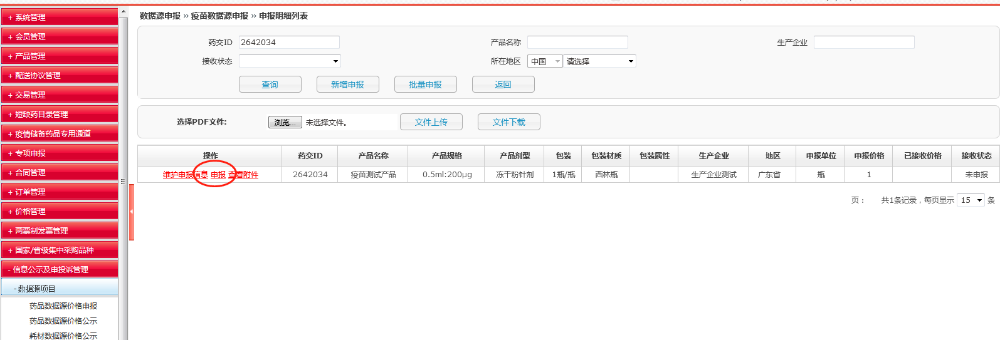 + 系统管理
+ 会员管理
+ 产品管理
+ 配送协议管理
+ 交易管理
+ 短缺药目录管理
+ 疫情储备药品专用通道
+ 专项申报
+ 合同管理
+ 订单管理
+ 价格管理
+ 两票制发票管理
+ 国家/省级集中采购品种
- 信息公示及申投诉管理
- 数据源项目
药品数据源价格申报
药品数据源价格公示
耗材数据源价格公示
数据源申报 » 疫苗数据源申报 » 申报明细列表
药交ID 2642034 产品名称 生产企业
接收状态 所在地区 中国 请选择
查询 新增申报 批量申报 返回
选择PDF文件: 浏览... 未选择文件。 文件上传 文件下载
操作 药交ID 产品名称 产品规格 产品剂型 包装 包装材质 包装属性 生产企业 地区 申报单位 申报价格 已接收价格 接收状态
维护申报信息 申报 查看附件 2642034 疫苗测试产品 0.5ml:200μg 冻干粉针剂 1瓶/瓶 西林瓶 生产企业测试 广东省 瓶 1 未申报
页： 共1条记录，每页显示 15 条